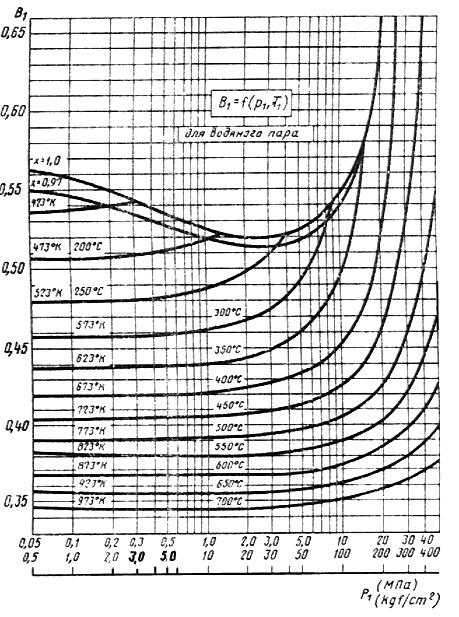 B₁
0,65
B₁=f(p₁,T₁)
для водяного пара
0,60
x=1,0
x=0,97
0,55
423°К
473°К 200°С
0,50
523°К 250°С
300°С
573°К
350°С
0,45
623°К
400°С
673°К
450°С
723°К
0,40
500°С
773°К
550°С
823°К
600°С
873°К
650°С
923°К
0,35
700°С
973°К
0,05 0,1 0,2 0,3 0,5 1,0 2,0 3,0 5,0 10 20 30 40
0,5 1,0 2,0 3,0 5,0 10 20 30 50 100 200 300 400
P₁ (МПа)
(kgf/cm²)